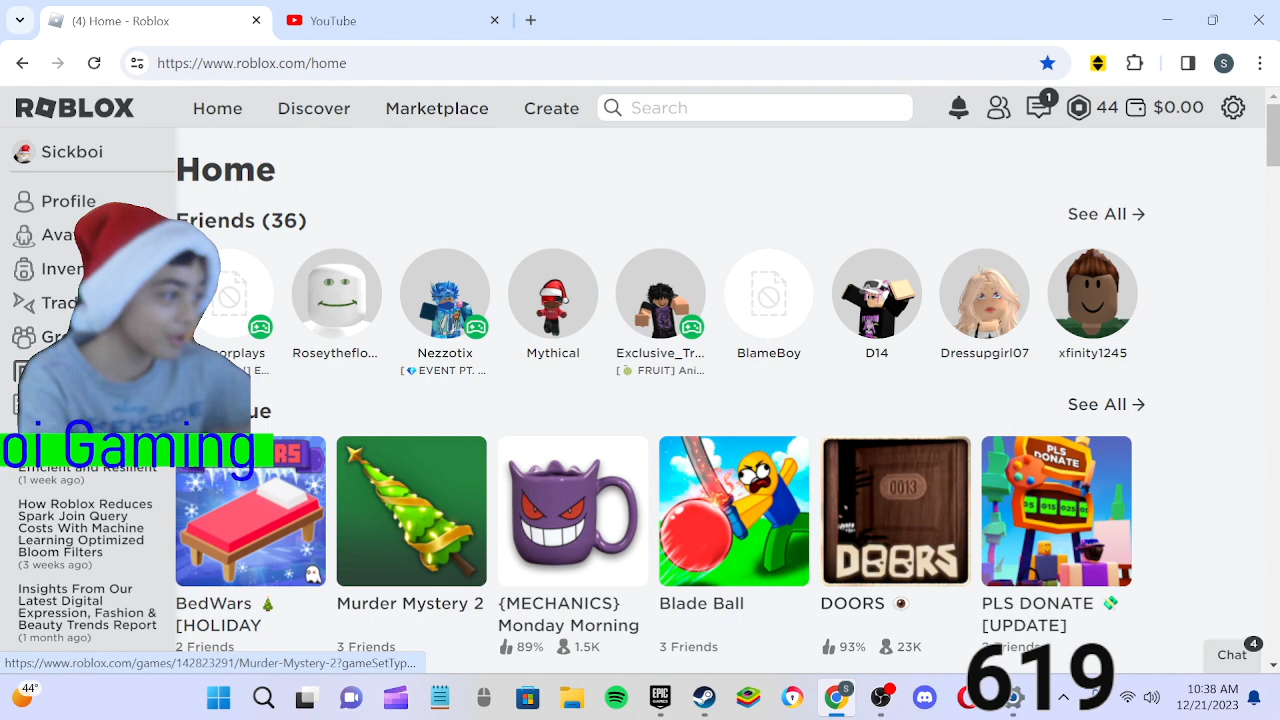 (4) Home - Roblox
YouTube
https://www.roblox.com/home
S
ROBLOX
Home
Discover
Marketplace
Create
Search
1
44
$0.00
Sickboi
Profile
Inven
Trad
Home
Friends (36)
See All →
Roseytheflo...
Nezzotix
[💎EVENT PT. ...
Mythical
Exclusive_Tr...
[🍏 FRUIT] Ani...
BlameBoy
D14
Dressupgirl07
xfinity1245
See All →
oi Gaming
Efficient and Resilient
(1 week ago)
How Roblox Reduces
Spark Join Query
Costs With Machine
Learning Optimized
Bloom Filters
(3 weeks ago)
Insights From Our
Latest Digital
Expression, Fashion &
Beauty Trends Report
(1 month ago)
0013
DOORS
PLS
DONATE
BedWars 🎄
[HOLIDAY
2 Friends
Murder Mystery 2
3 Friends
{MECHANICS}
Monday Morning
89% 1.5K
Blade Ball
3 Friends
DOORS 👁
93% 23K
PLS DONATE 💸
[UPDATE]
Chat
4
https://www.roblox.com/games/142823291/Murder-Mystery-2?gameSetTyp...
619
44°
EPIC
GAMES
S
10:38 AM
12/21/2023